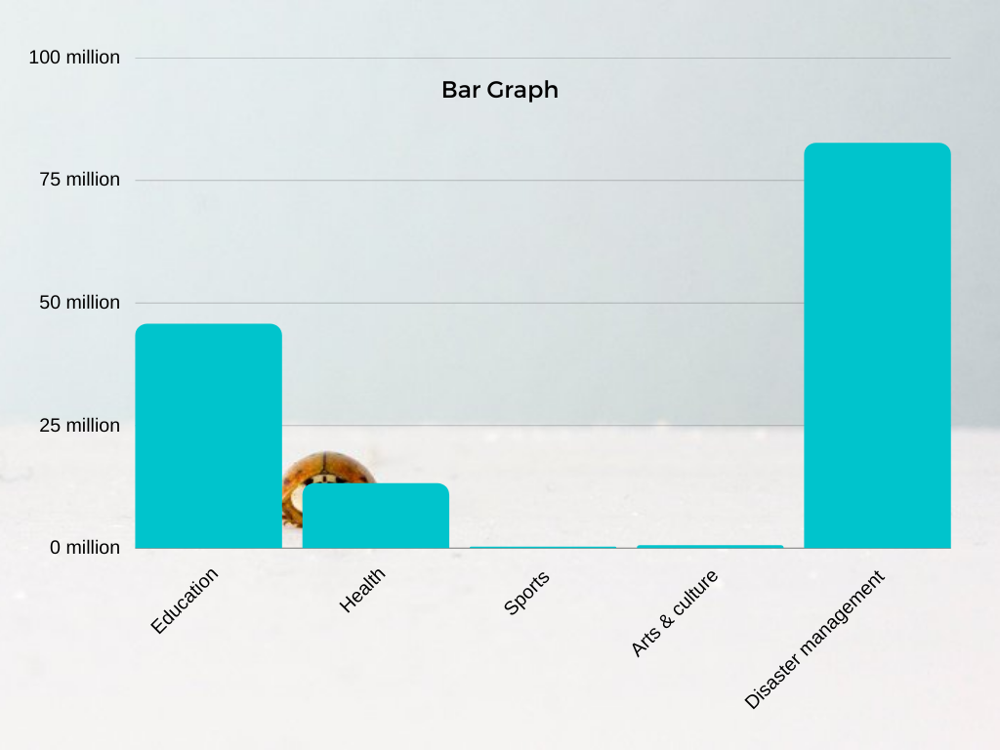 Bar Graph
100 million
75 million
50 million
25 million
0 million
Education
Health
Sports
Arts & culture
Disaster management